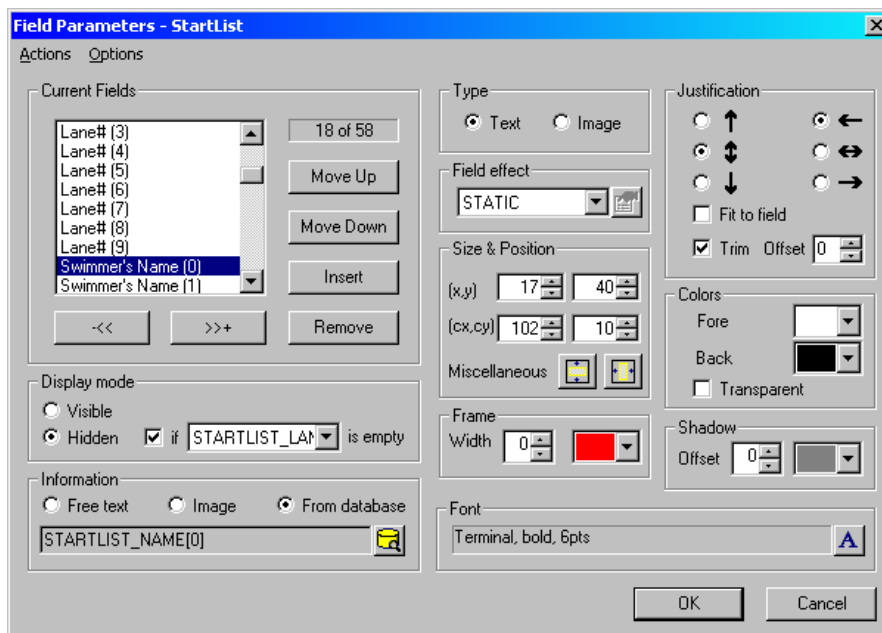 Field Parameters - StartList
Actions Options
Current Fields
Lane# (3)
Lane# (4)
Lane# (5)
Lane# (6)
Lane# (7)
Lane# (8)
Lane# (9)
Swimmer's Name (0)
Swimmer's Name (1)
18 of 58
Move Up
Move Down
Insert
Remove
-<<
>>+
Display mode
Visible
Hidden
if STARTLIST_LAN is empty
Information
Free text Image From database
STARTLIST_NAME[0]
Type
Text Image
Field effect
STATIC
Size & Position
(x,y) 17 40
(cx,cy) 102 10
Miscellaneous
Frame
Width 0
Justification
Fit to field
Trim Offset 0
Colors
Fore
Back
Transparent
Shadow
Offset 0
Font
Terminal, bold, 6pts
A
OK Cancel